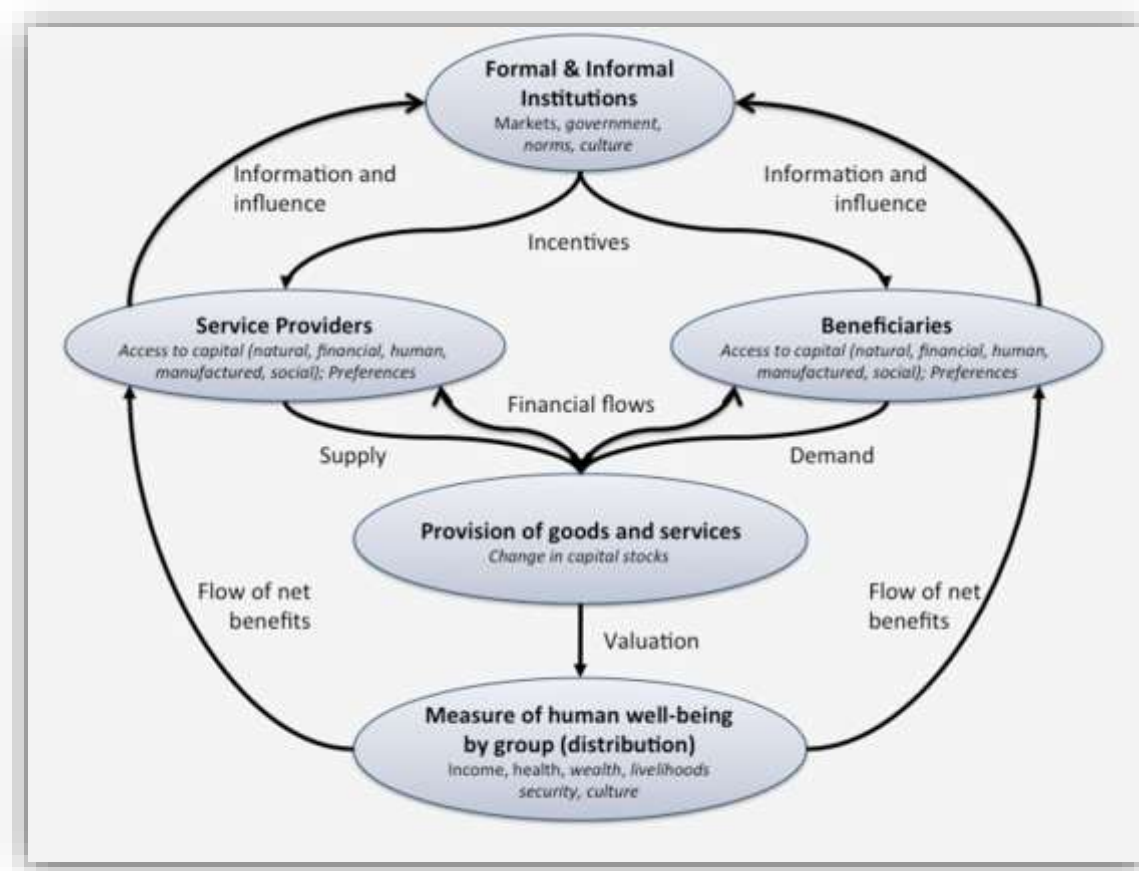 Formal & Informal
Institutions
Markets, government,
norms, culture
Information and
influence
Information and
influence
Incentives
Service Providers
Access to capital (natural, financial, human,
manufactured, social); Preferences
Beneficiaries
Access to capital (natural, financial, human,
manufactured, social); Preferences
Financial flows
Supply
Demand
Provision of goods and services
Change in capital stocks
Flow of net
benefits
Flow of net
benefits
Valuation
Measure of human well-being
by group (distribution)
Income, health, wealth, livelihoods
security, culture